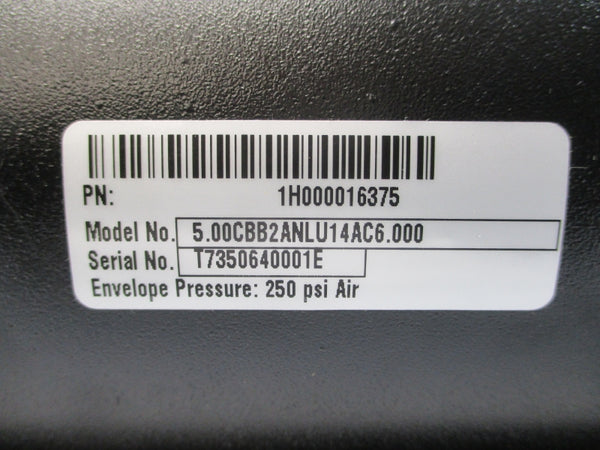 PN: 1H000016375
Model No. 5.00CBB2ANLU14AC6.000
Serial No. T7350640001E
Envelope Pressure: 250 psi Air